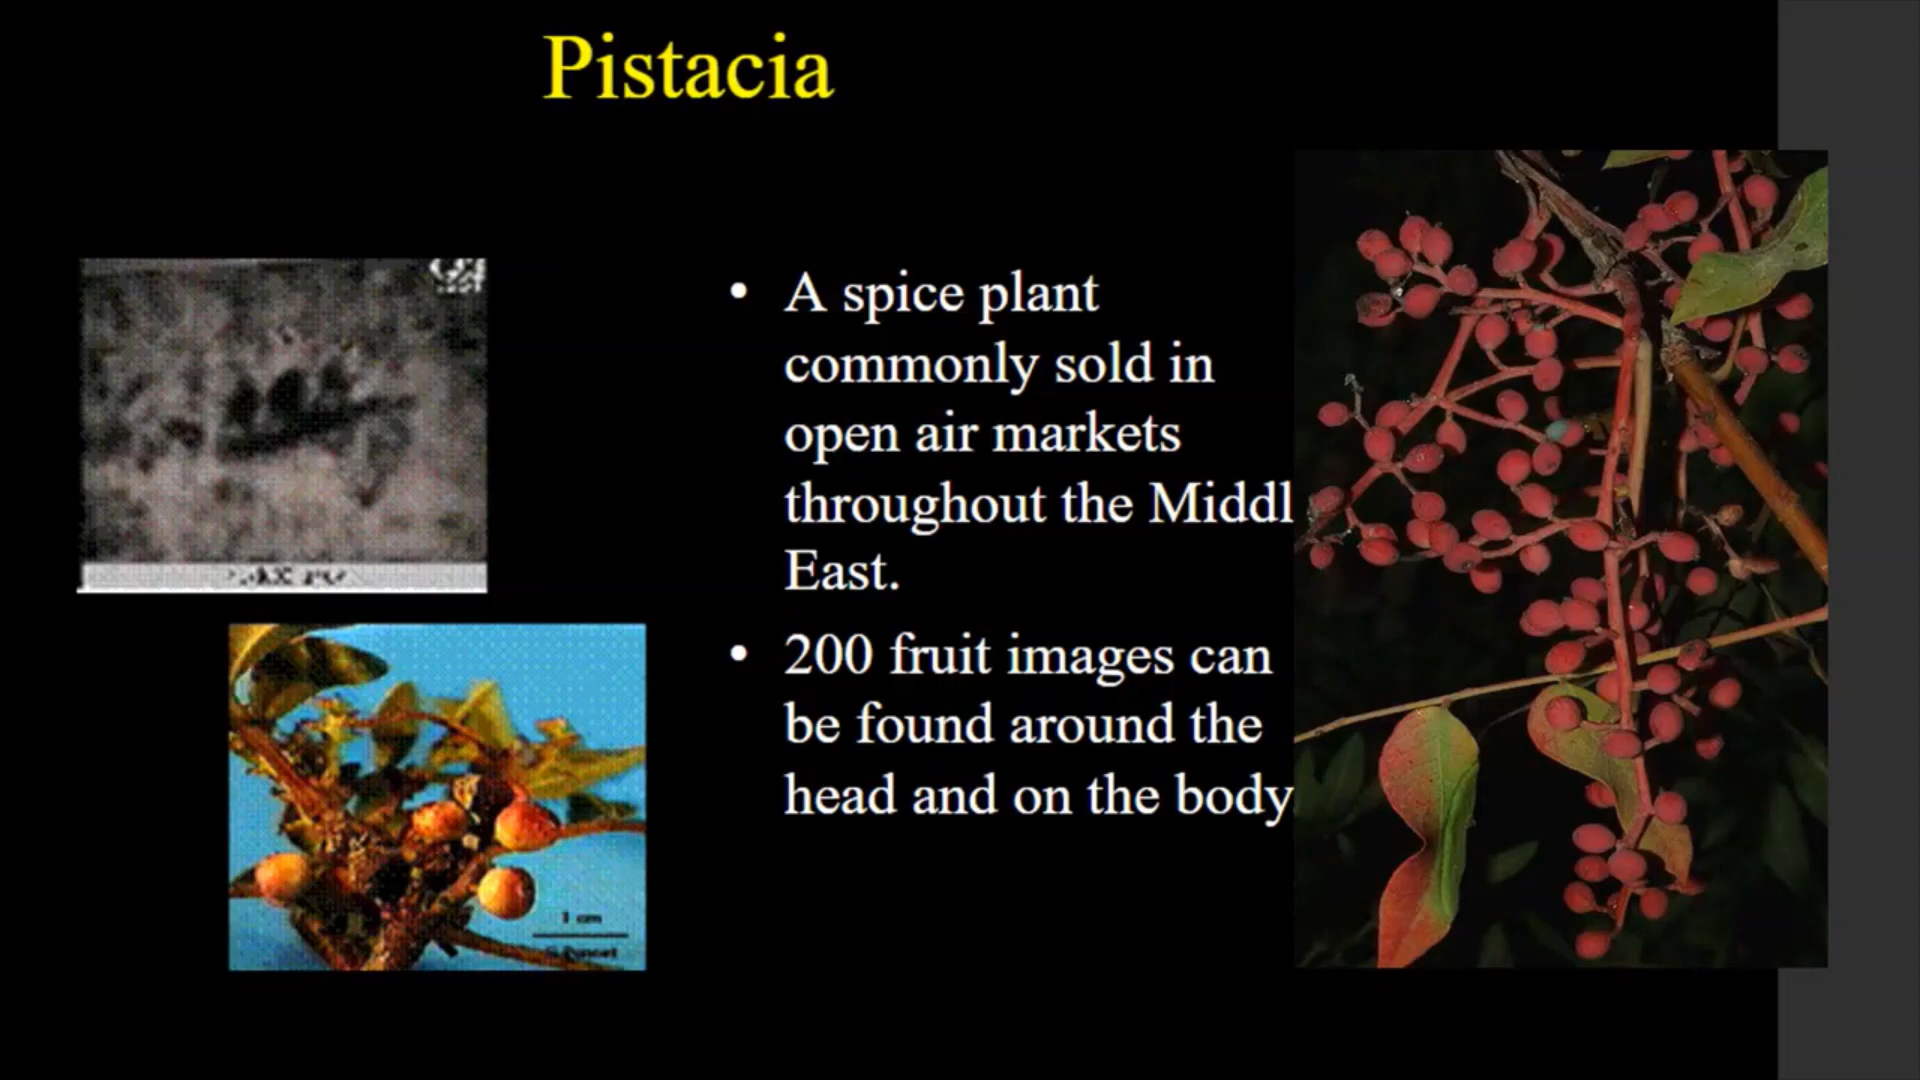 Pistacia
• A spice plant
commonly sold in
open air markets
throughout the Middl
East.
• 200 fruit images can
be found around the
head and on the body.
1 cm